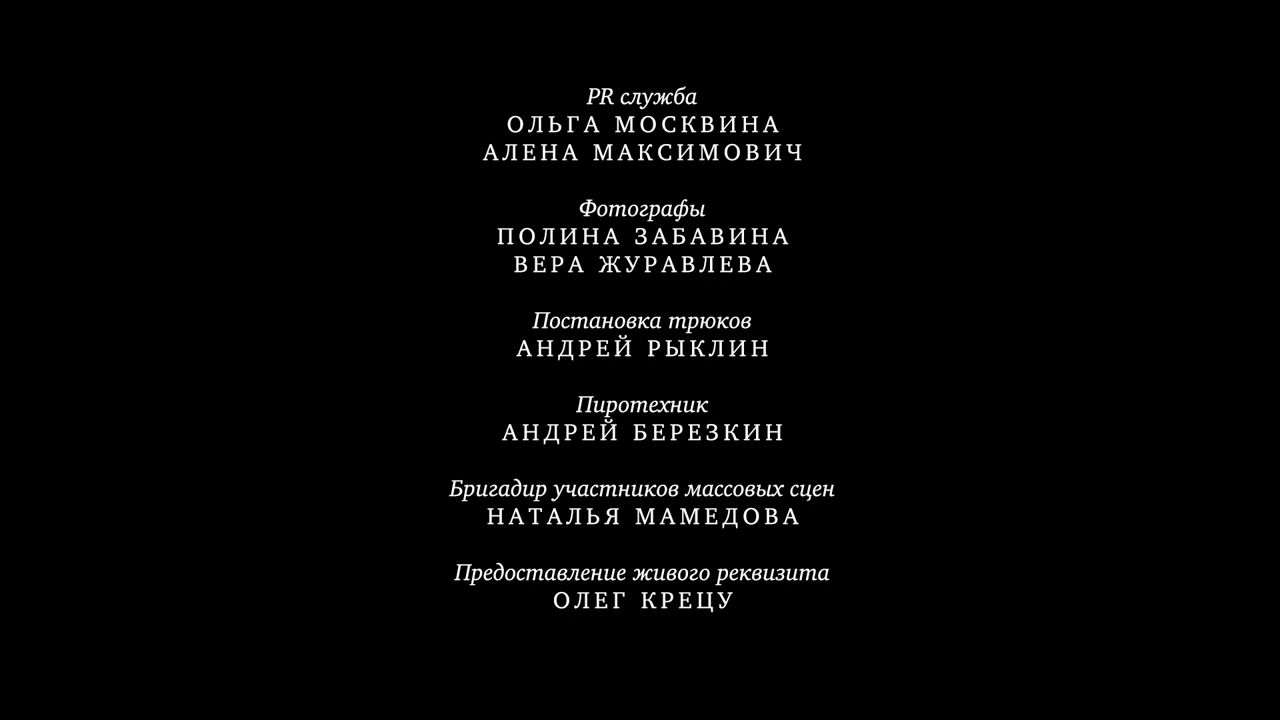 PR служба
ОЛЬГА МОСКВИНА
АЛЕНА МАКСИМОВИЧ
Фотографы
ПОЛИНА ЗАБАВИНА
ВЕРА ЖУРАВЛЕВА
Постановка трюков
АНДРЕЙ РЫКЛИН
Пиротехник
АНДРЕЙ БЕРЕЗКИН
Бригадир участников массовых сцен
НАТАЛЬЯ МАМЕДОВА
Предоставление живого реквизита
ОЛЕГ КРЕЦУ